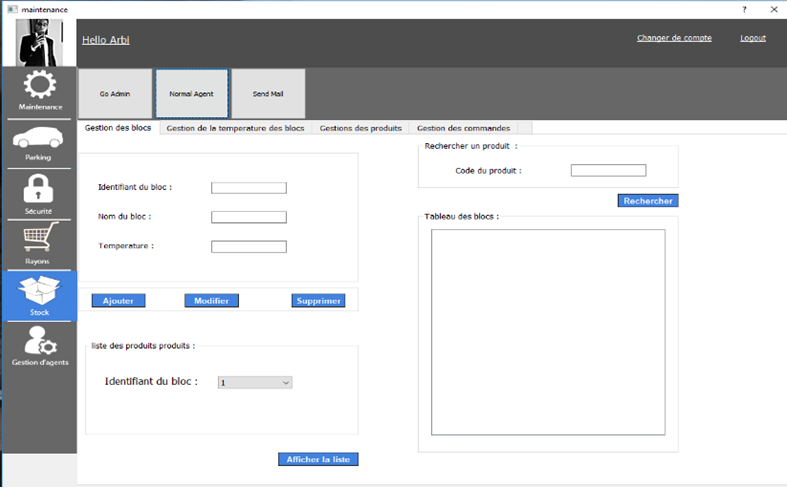 maintenance
?
Hello Arbi
Changer de compte
Logout
Go Admin
Normal Agent
Send Mail
Maintenance
Parking
Sécurité
Rayons
Stock
Gestion d'agents
Gestion des blocs
Gestion de la temperature des blocs
Gestions des produits
Gestion des commandes
Identifiant du bloc :
Nom du bloc :
Temperature :
Ajouter
Modifier
Supprimer
liste des produits produits :
Identifiant du bloc :
1
Afficher la liste
Rechercher un produit :
Code du produit :
Rechercher
Tableau des blocs :